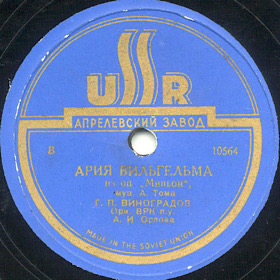 USSR
АПРЕЛЕВСКИЙ ЗАВОД
8 10564
АРИЯ ВИЛЬГЕЛЬМА
из оп. „Миньон"
муз. А. Тома
Г. П. ВИНОГРАДОВ
Орк. ВРК п/у.
А. И. Орлова
MADE IN THE SOVIET UNION